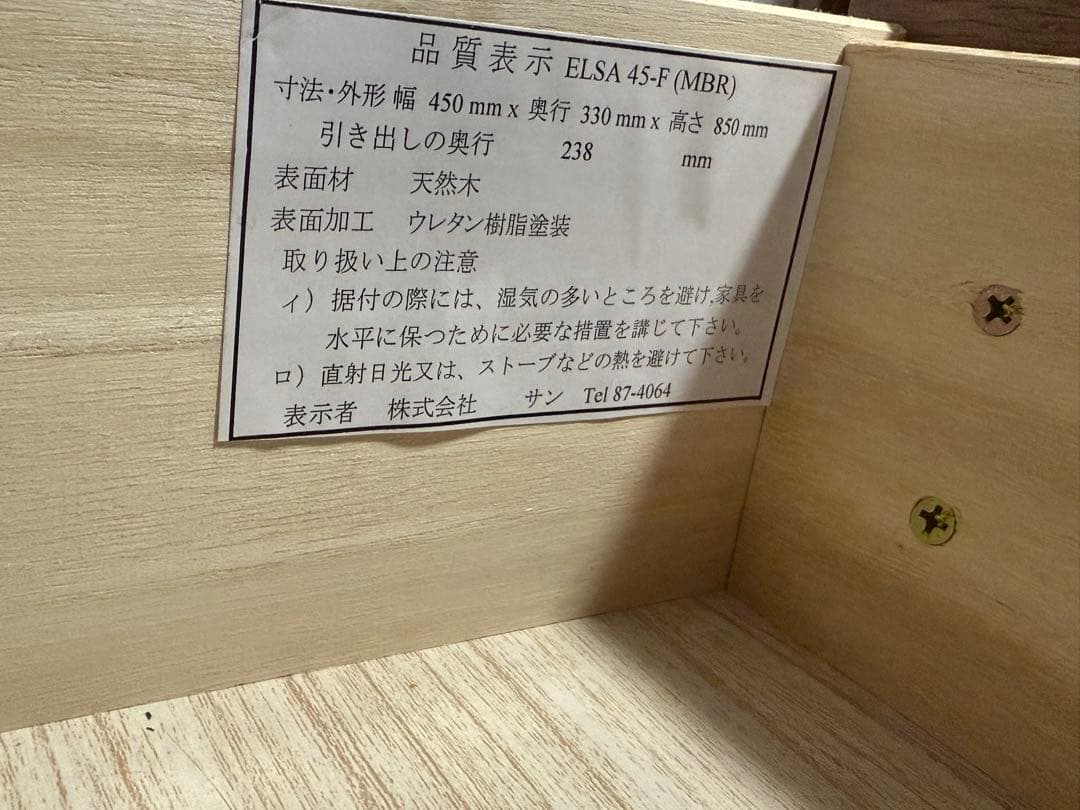 品質表示 ELSA 45-F (MBR)
寸法・外形 幅 450 mm x 奥行 330 mm x 高さ 850 mm
引き出しの奥行 238 mm
表面材 天然木
表面加工 ウレタン樹脂塗装
取り扱い上の注意
ィ）据付の際には、湿気の多いところを避け,家具を
水平に保つために必要な措置を講じて下さい。
ロ）直射日光又は、ストーブなどの熱を避けて下さい。
表示者 株式会社 サン Tel 87-4064